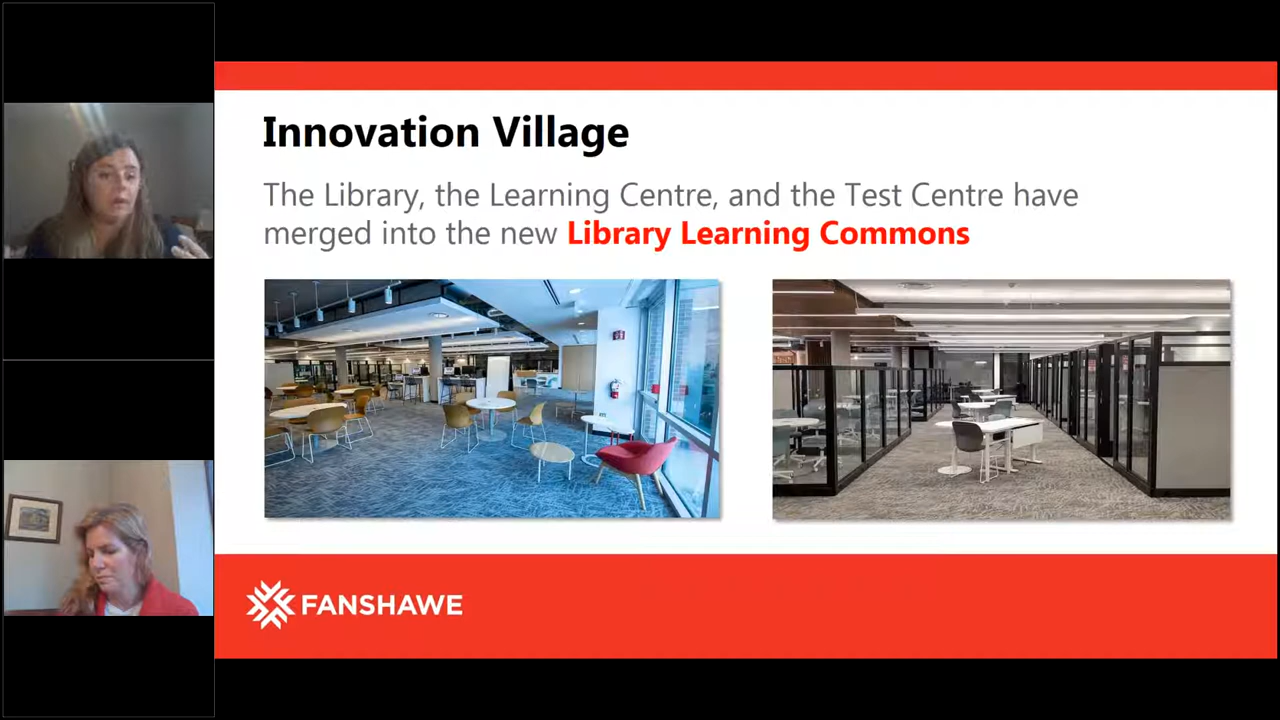 Innovation Village
The Library, the Learning Centre, and the Test Centre have
merged into the new Library Learning Commons
FANSHAWE